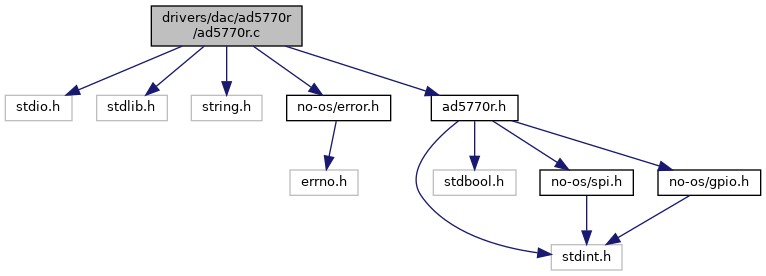 drivers/dac/ad5770r
/ad5770r.c
stdio.h
stdlib.h
string.h
no-os/error.h
ad5770r.h
errno.h
stdbool.h
no-os/spi.h
no-os/gpio.h
stdint.h